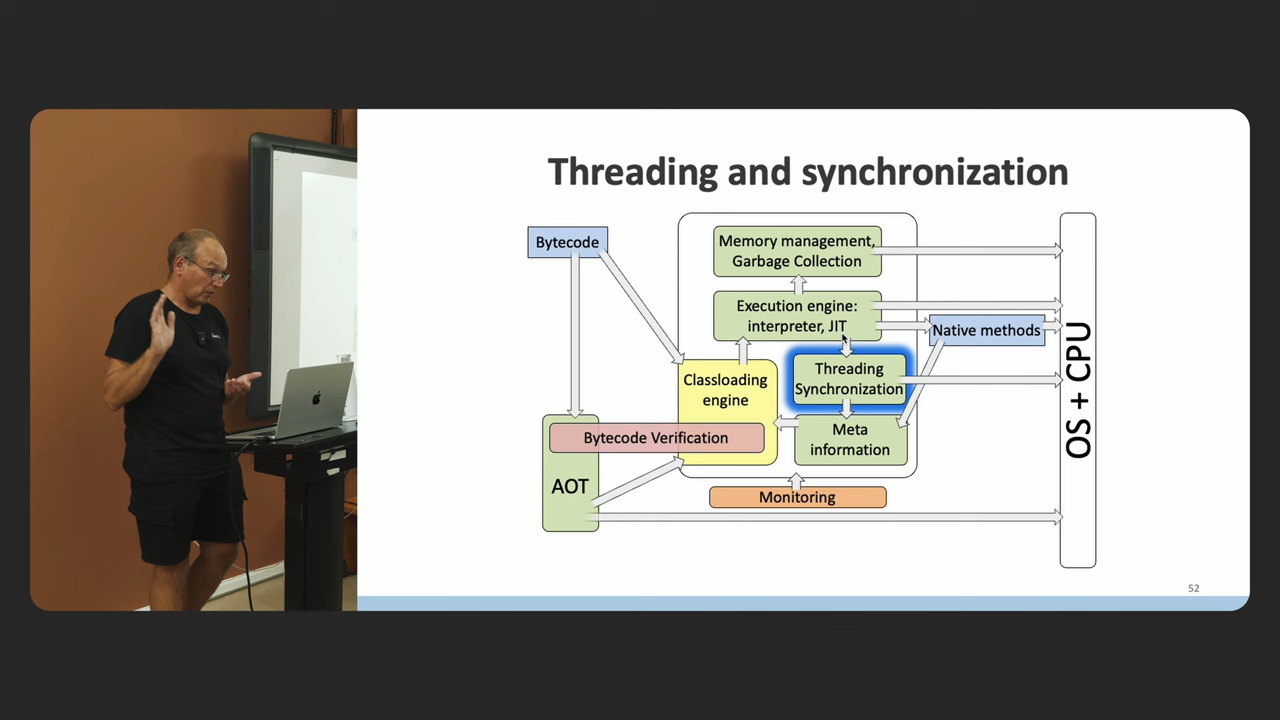 Threading and synchronization
Bytecode
Memory management,
Garbage Collection
Execution engine:
interpreter, JIT
Native methods
Threading
Synchronization
Classloading
engine
Bytecode Verification
Meta
information
AOT
Monitoring
OS + CPU
52